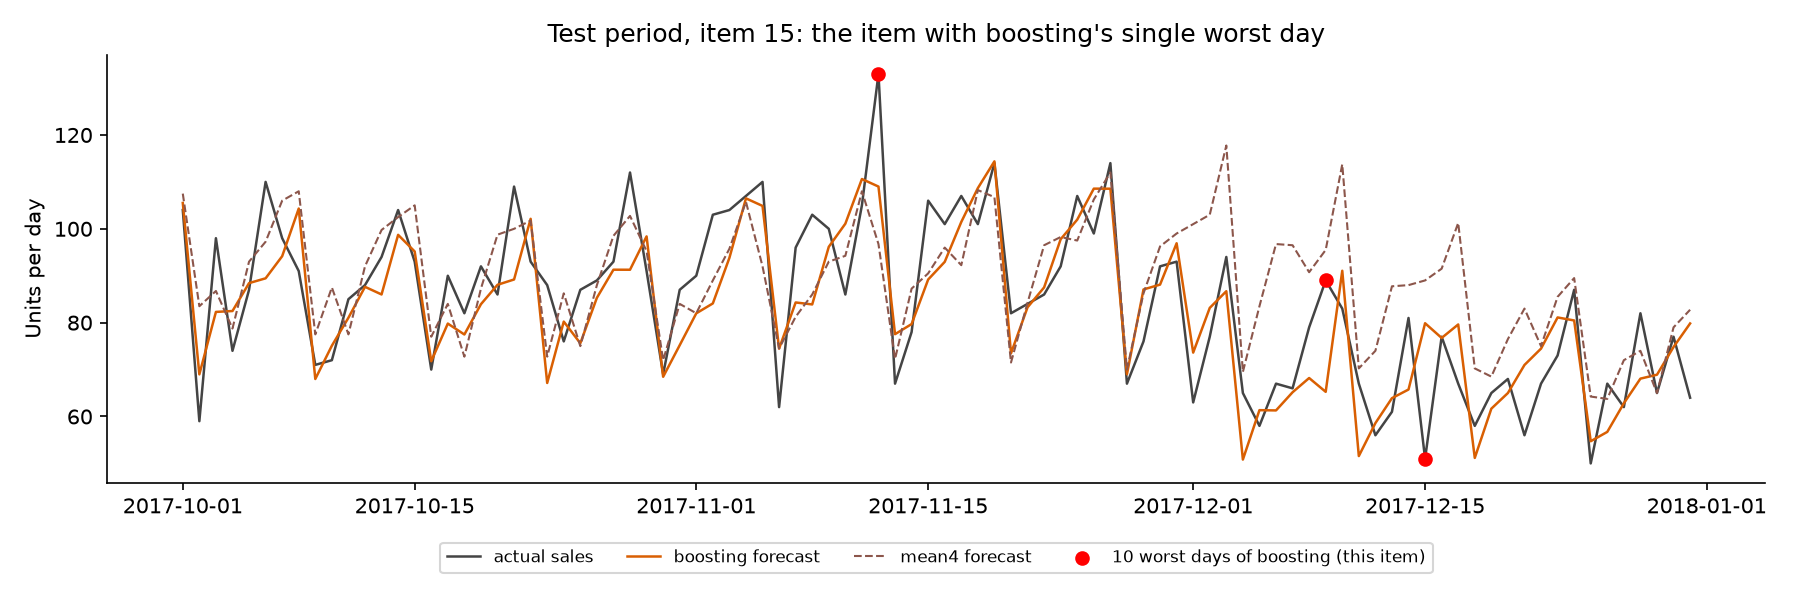 Test period, item 15: the item with boosting's single worst day
Units per day
120
100
80
60
2017-10-01
2017-10-15
2017-11-01
2017-11-15
2017-12-01
2017-12-15
2018-01-01
actual sales
boosting forecast
mean4 forecast
10 worst days of boosting (this item)